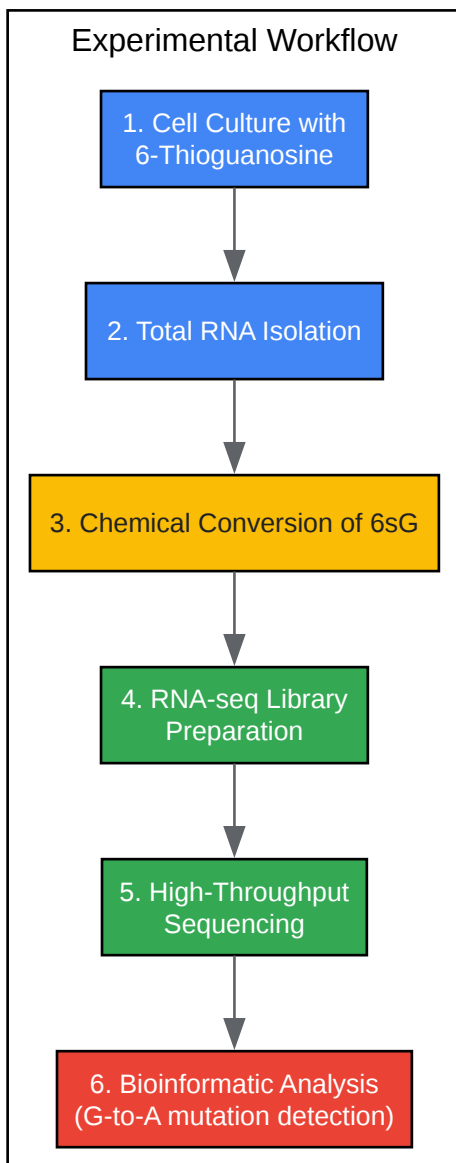 Experimental Workflow
1. Cell Culture with
6-Thioguanosine
2. Total RNA Isolation
3. Chemical Conversion of 6sG
4. RNA-seq Library
Preparation
5. High-Throughput
Sequencing
6. Bioinformatic Analysis
(G-to-A mutation detection)